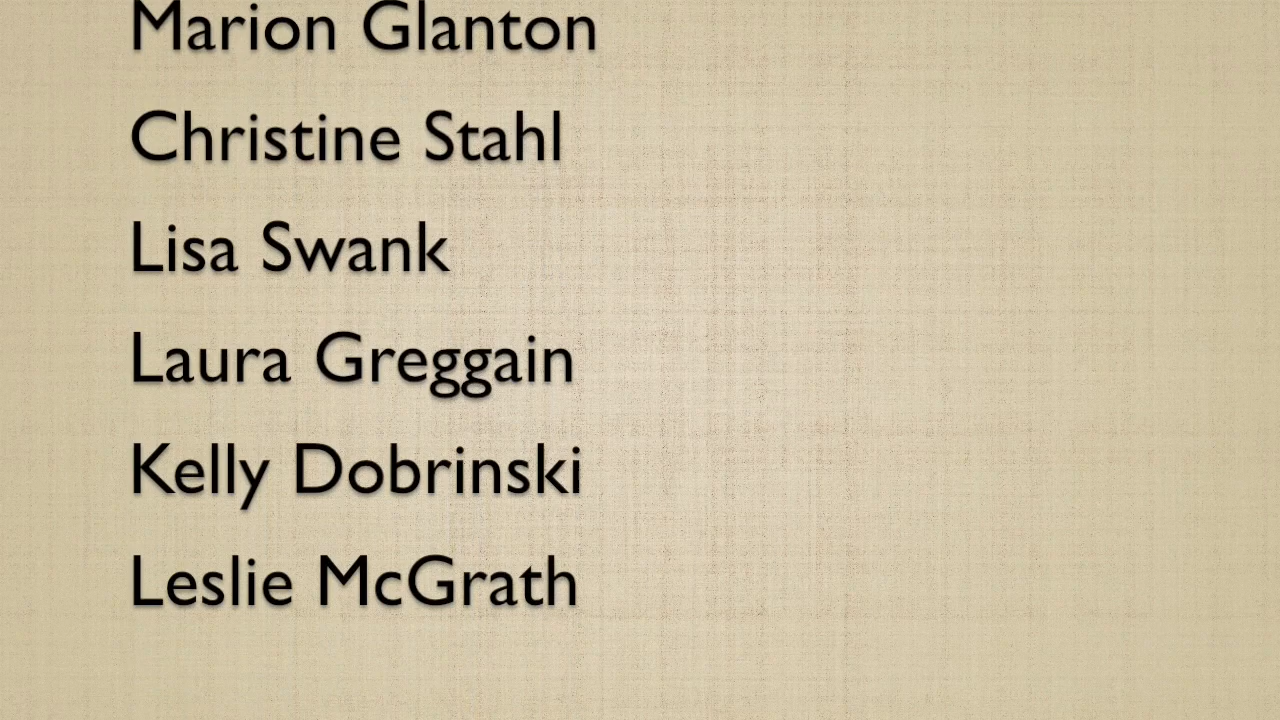 Marion Glanton
Christine Stahl
Lisa Swank
Laura Greggain
Kelly Dobrinski
Leslie McGrath